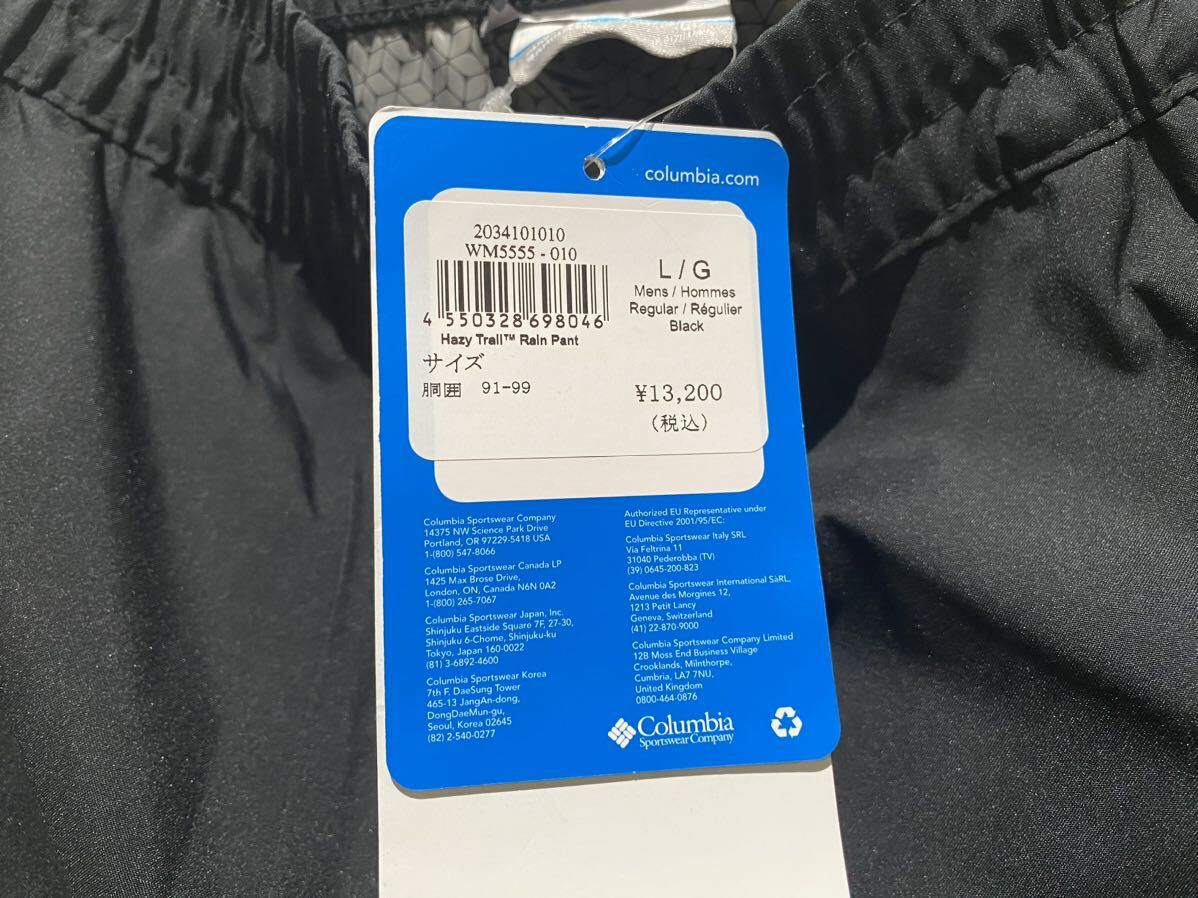 columbia.com
2034101010
WM5555 - 010
4 550328 698046
Hazy Trail™ Rain Pant
サイズ
胴囲 91-99
L / G
Mens / Hommes
Regular / Régulier
Black
¥13,200
(税込)
Columbia Sportswear Company
14375 NW Science Park Drive
Portland, OR 97229-5418 USA
1-(800) 547-8066
Columbia Sportswear Canada LP
1425 Max Brose Drive,
London, ON, Canada N6N 0A2
1-(800) 265-7067
Columbia Sportswear Japan, Inc.
Shinjuku Eastside Square 7F, 27-30,
Shinjuku 6-Chome, Shinjuku-ku
Tokyo, Japan 160-0022
(81) 3-6892-4600
Columbia Sportswear Korea
7th F. DaeSung Tower
465-13 JangAn-dong,
DongDaeMun-gu,
Seoul, Korea 02645
(82) 2-540-0277
Authorized EU Representative under
EU Directive 2001/95/EC:
Columbia Sportswear Italy SRL
Via Feltrina 11
31040 Pederobba (TV)
(39) 0645-200-823
Columbia Sportswear International SàRL,
Avenue des Morgines 12,
1213 Petit Lancy
Geneva, Switzerland
(41) 22-870-9000
Columbia Sportswear Company Limited
12B Moss End Business Village
Crooklands, Milnthorpe,
Cumbria, LA7 7NU,
United Kingdom
0800-464-0876
Columbia
Sportswear Company